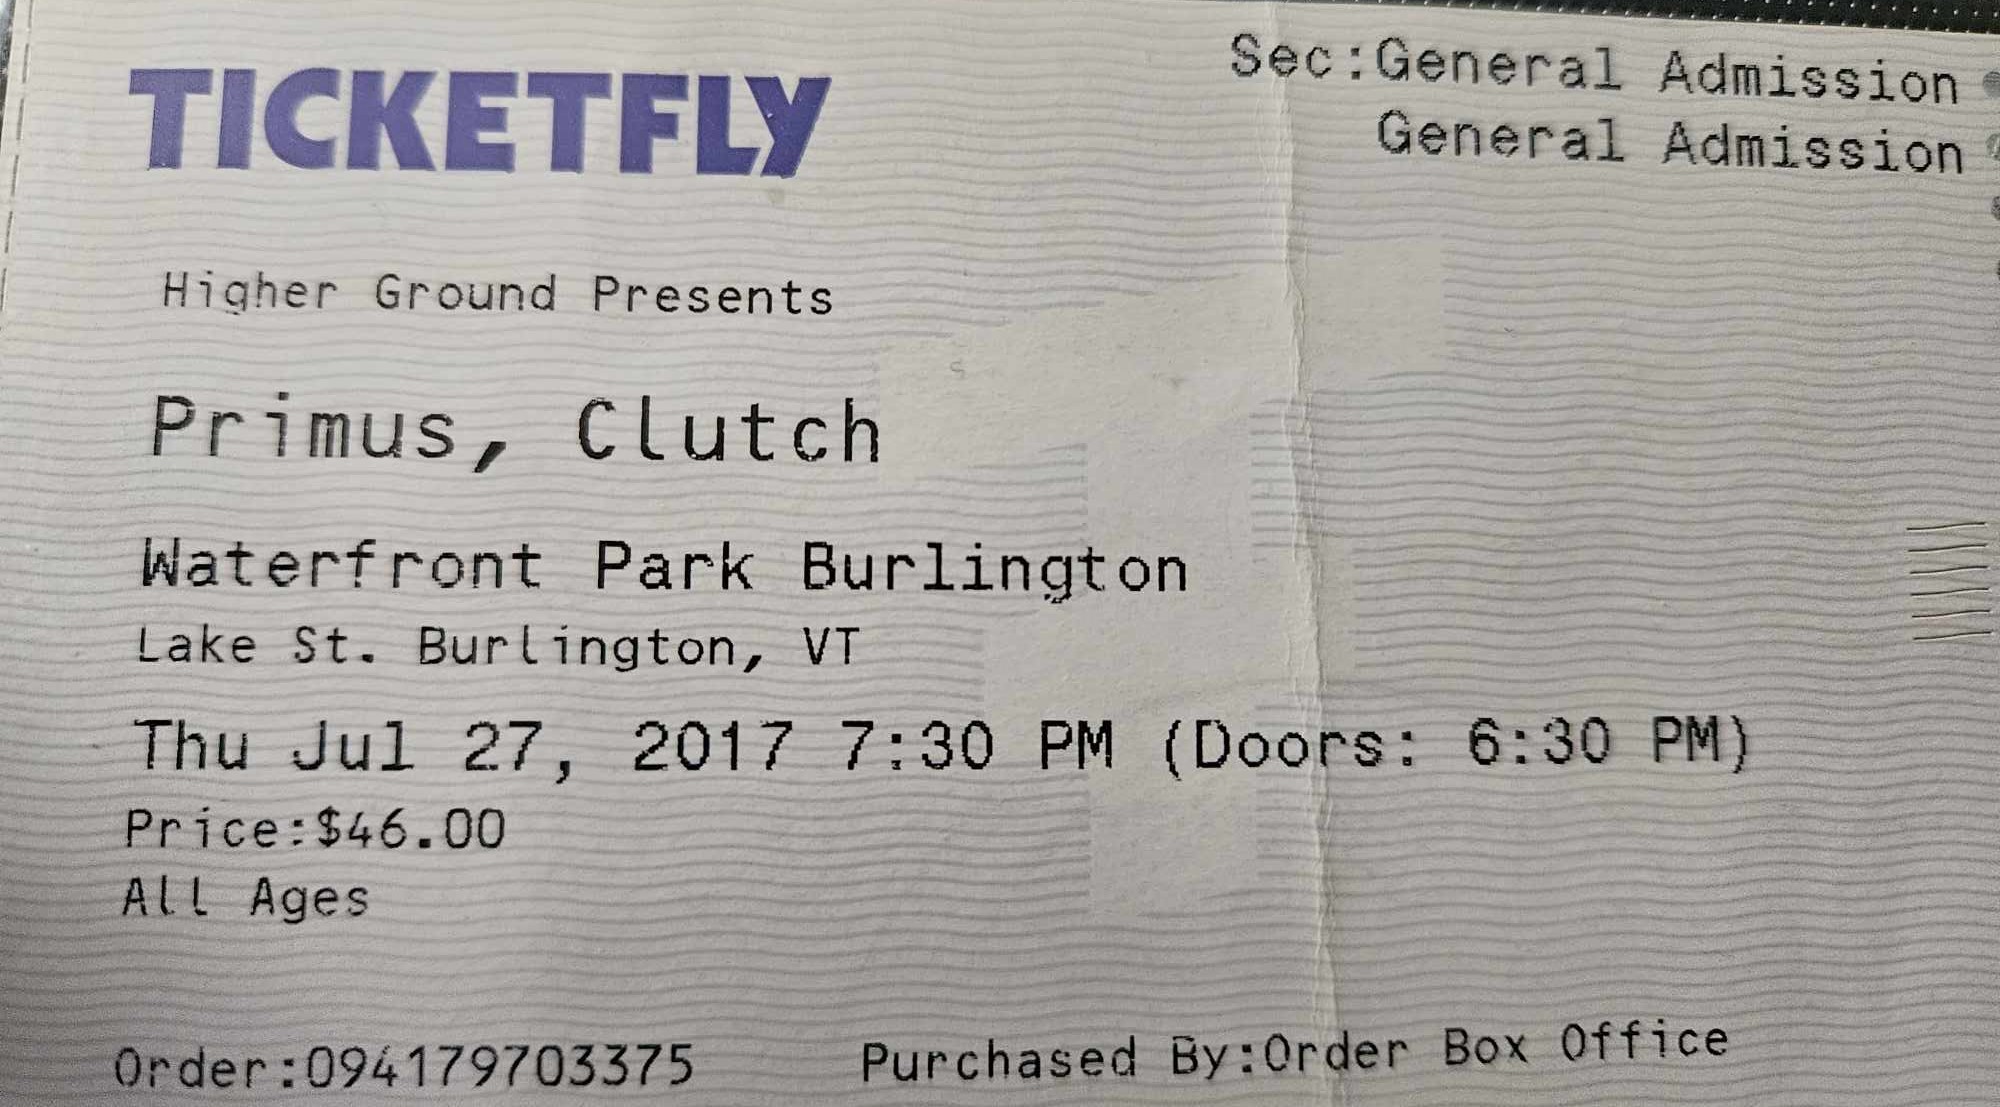 TICKETFLY
Sec:General Admission
General Admission
Higher Ground Presents
Primus, Clutch
Waterfront Park Burlington
Lake St. Burlington, VT
Thu Jul 27, 2017 7:30 PM (Doors: 6:30 PM)
Price:$46.00
All Ages
Order:094179703375 Purchased By:Order Box Office